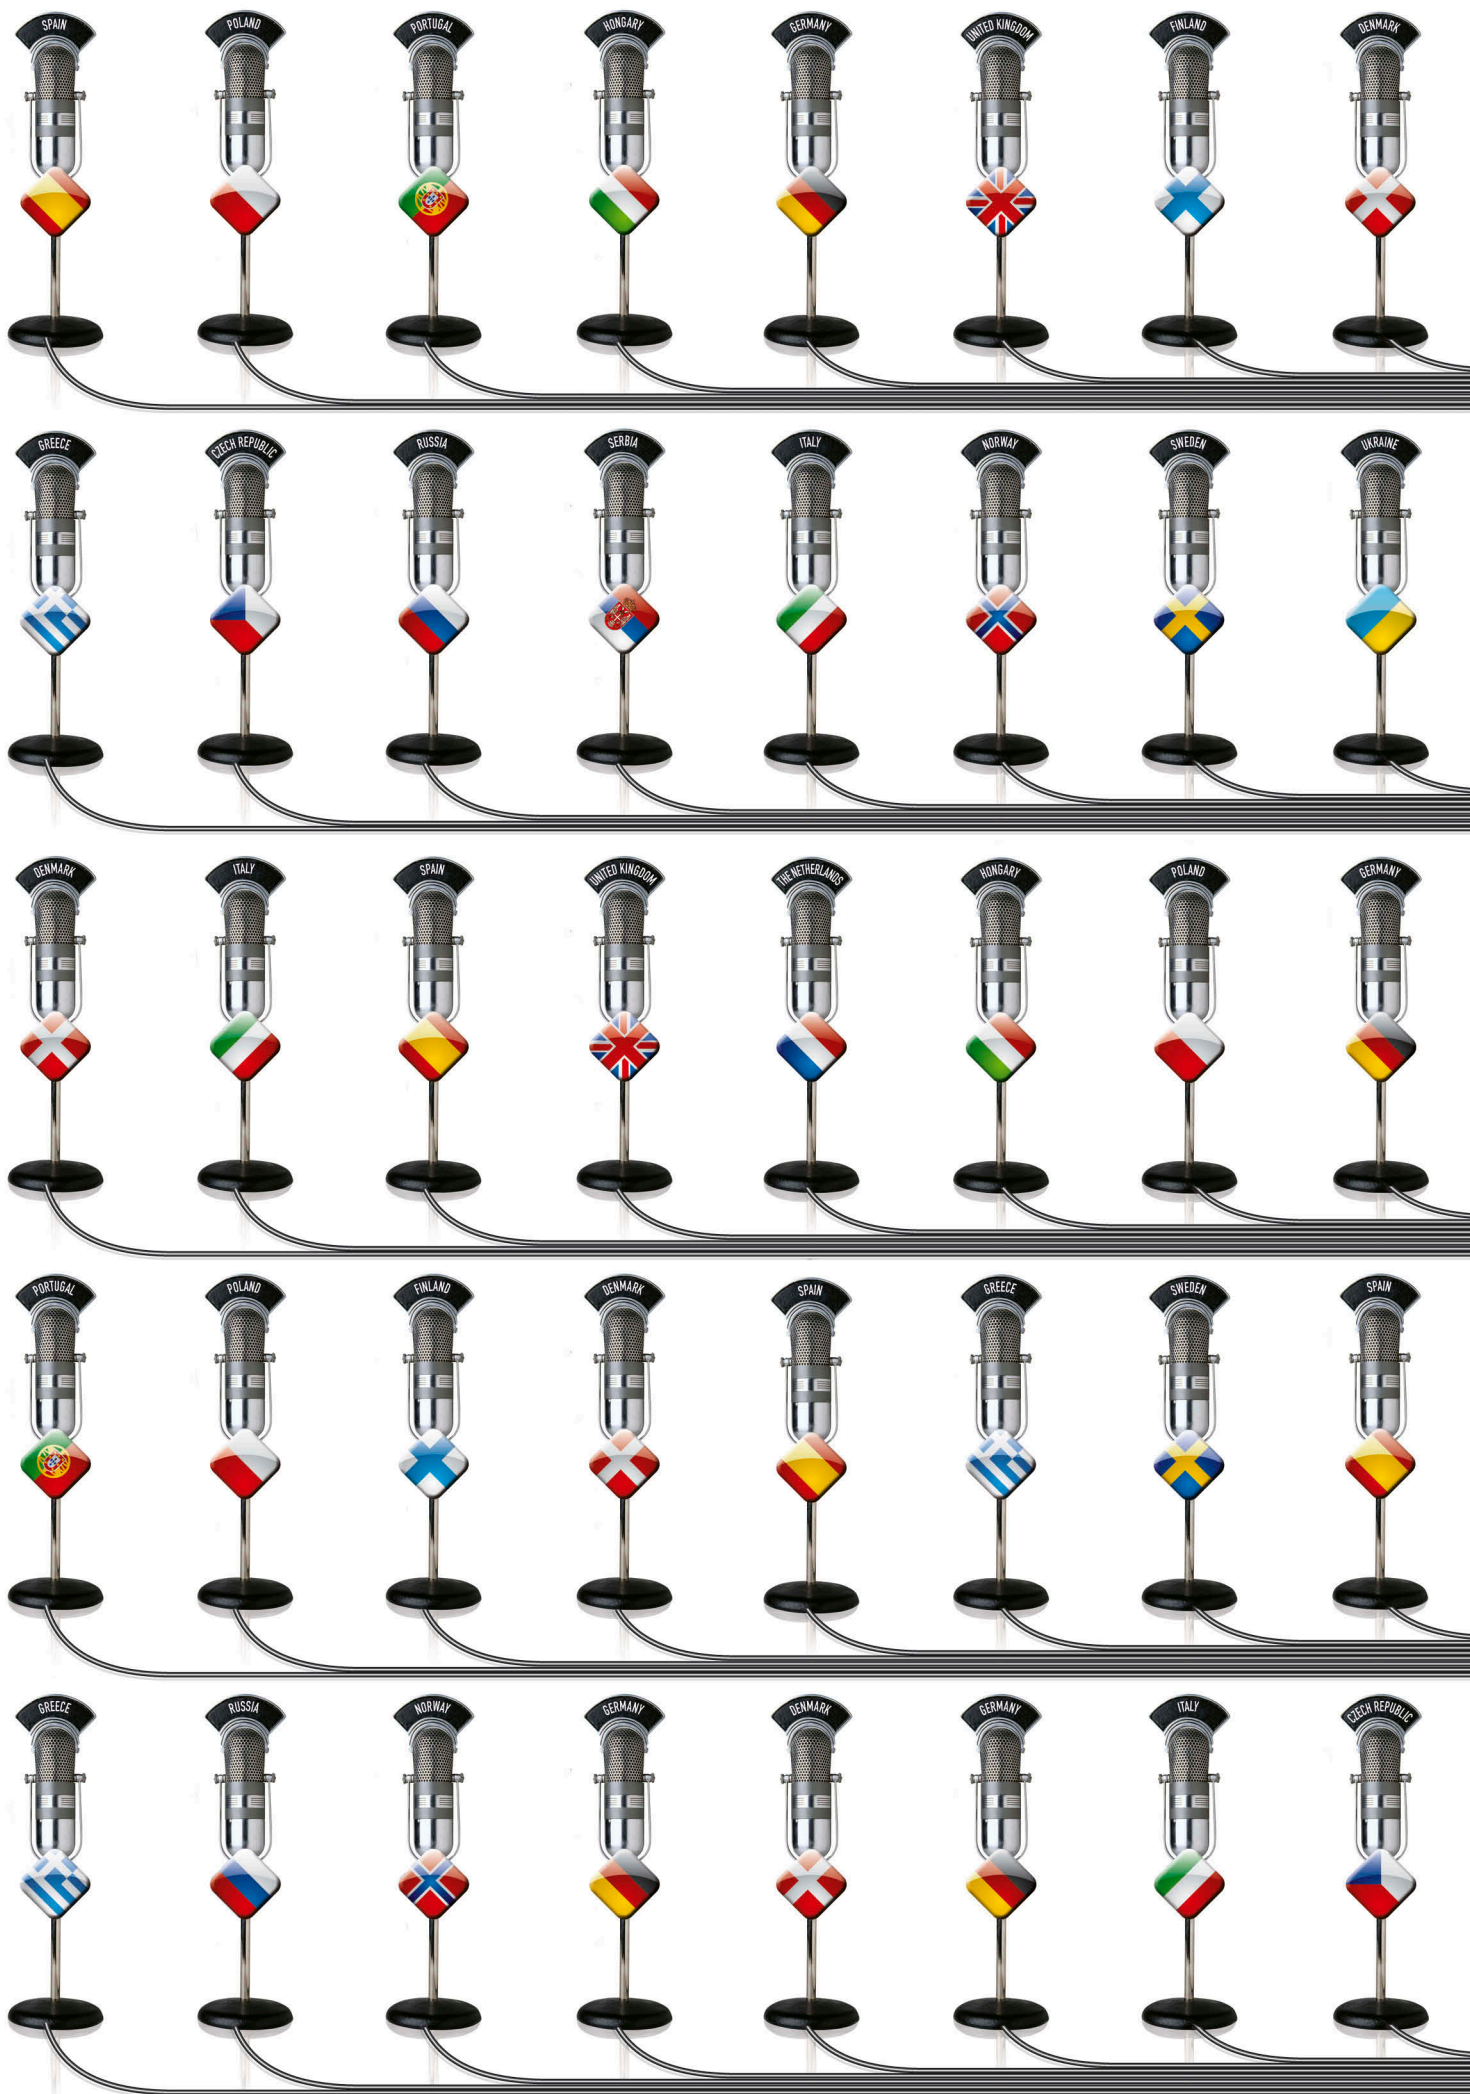 SPAIN
POLAND
PORTUGAL
HONGARY
GERMANY
UNITED KINGDOM
FINLAND
DENMARK
GREECE
CZECH REPUBLIC
RUSSIA
SERBIA
ITALY
NORWAY
SWEDEN
UKRAINE
DENMARK
ITALY
SPAIN
UNITED KINGDOM
THE NETHERLANDS
HONGARY
POLAND
GERMANY
PORTUGAL
POLAND
FINLAND
DENMARK
SPAIN
GREECE
SWEDEN
SPAIN
GREECE
RUSSIA
NORWAY
GERMANY
DENMARK
GERMANY
ITALY
CZECH REPUBLIC